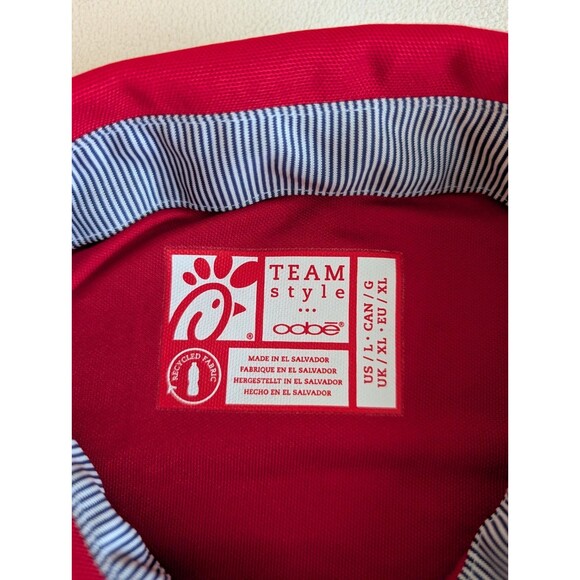 TEAM
style
...
oobē®
®
RECYCLED FABRIC
MADE IN EL SALVADOR
FABRIQUE EN EL SALVADOR
HERGESTELLT IN EL SALVADOR
HECHO EN EL SALVADOR
US / L · CAN / G
UK / XL · EU / XL